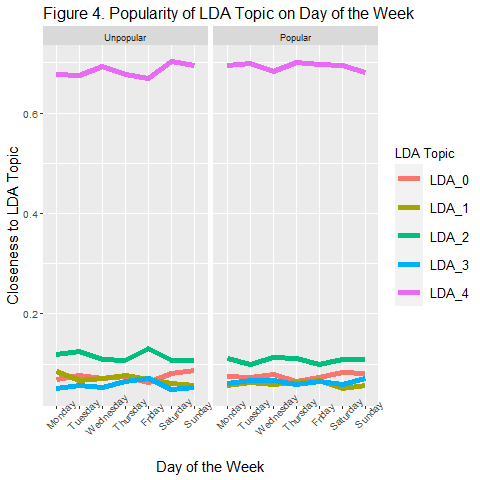 Figure 4. Popularity of LDA Topic on Day of the Week
Unpopular
Popular
Closeness to LDA Topic
0.6
0.4
0.2
Monday
Tuesday
Wednesday
Thursday
Friday
Saturday
Sunday
Monday
Tuesday
Wednesday
Thursday
Friday
Saturday
Sunday
Day of the Week
LDA Topic
LDA_0
LDA_1
LDA_2
LDA_3
LDA_4